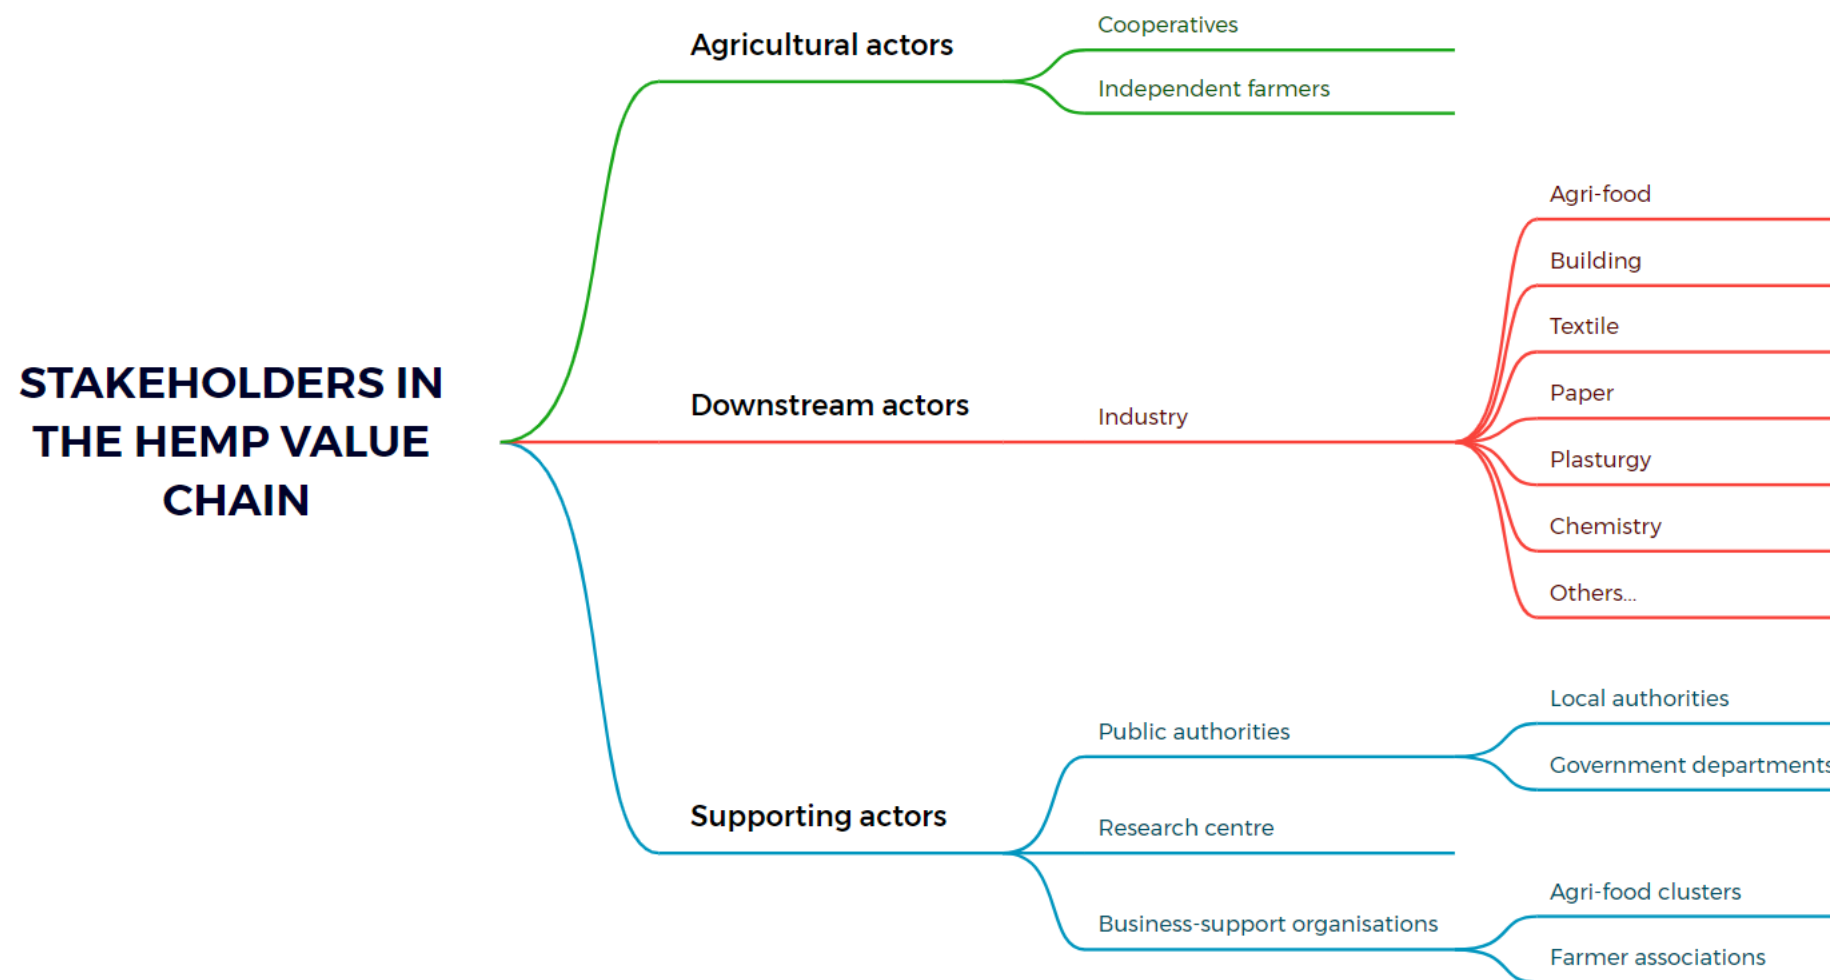 STAKEHOLDERS IN
THE HEMP VALUE
CHAIN
Agricultural actors
Cooperatives
Independent farmers
Downstream actors
Industry
Agri-food
Building
Textile
Paper
Plasturgy
Chemistry
Others...
Supporting actors
Public authorities
Local authorities
Government departments
Research centre
Business-support organisations
Agri-food clusters
Farmer associations